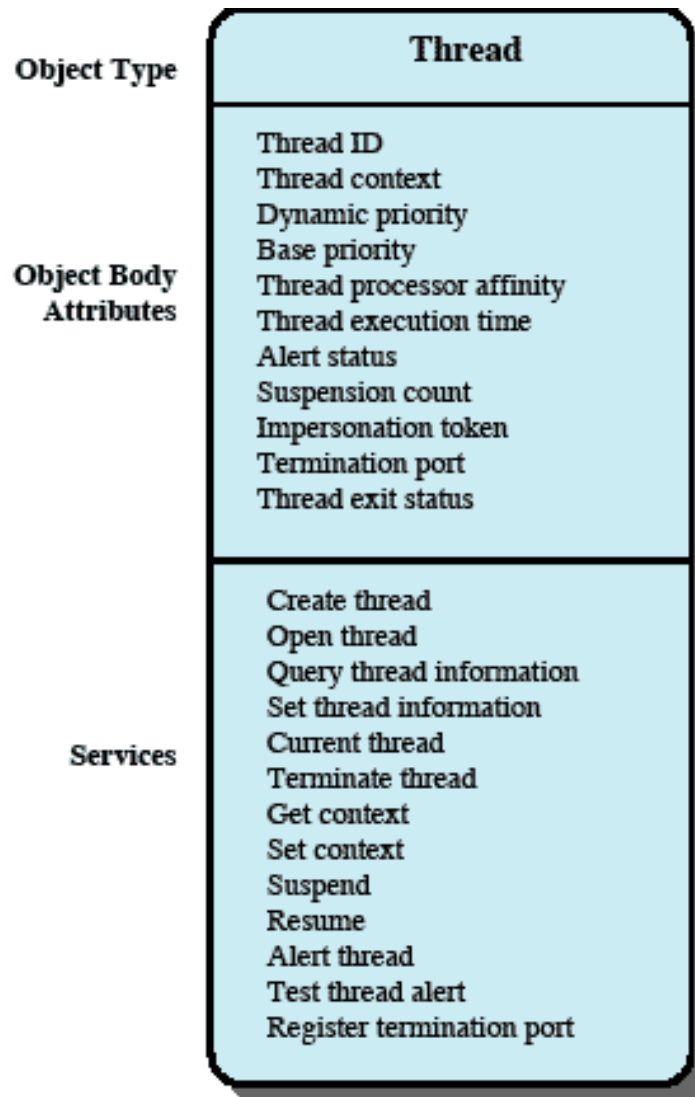 Object Type
Thread
Object Body
Attributes
Thread ID
Thread context
Dynamic priority
Base priority
Thread processor affinity
Thread execution time
Alert status
Suspension count
Impersonation token
Termination port
Thread exit status
Services
Create thread
Open thread
Query thread information
Set thread information
Current thread
Terminate thread
Get context
Set context
Suspend
Resume
Alert thread
Test thread alert
Register termination port